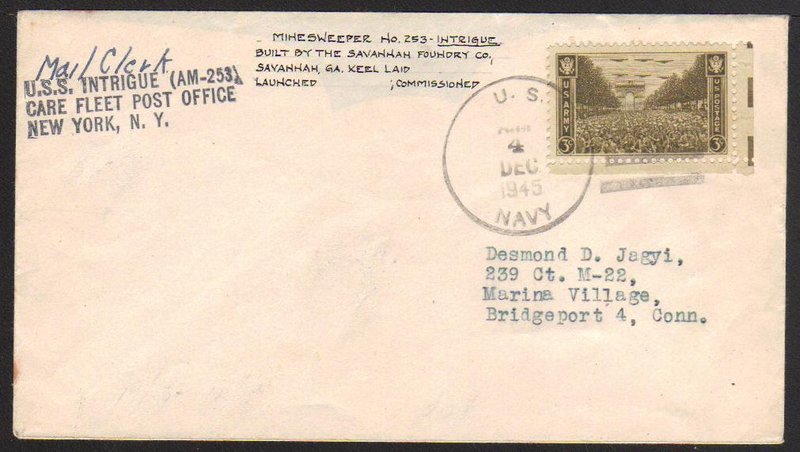 Mail Clerk
U.S.S. INTRIGUE (AM-253)
CARE FLEET POST OFFICE
NEW YORK, N. Y.
MINESWEEPER No. 253 - INTRIGUE
BUILT BY THE SAVANNAH FOUNDRY CO,
SAVANNAH, GA. KEEL LAID
LAUNCHED ; COMMISSIONED
U.S. ARMY
U.S. POSTAGE
3¢
3¢
U. S.
4
DEC
1945
NAVY
Desmond D. Jagyi,
239 Ct. M-22,
Marina Village,
Bridgeport 4, Conn.